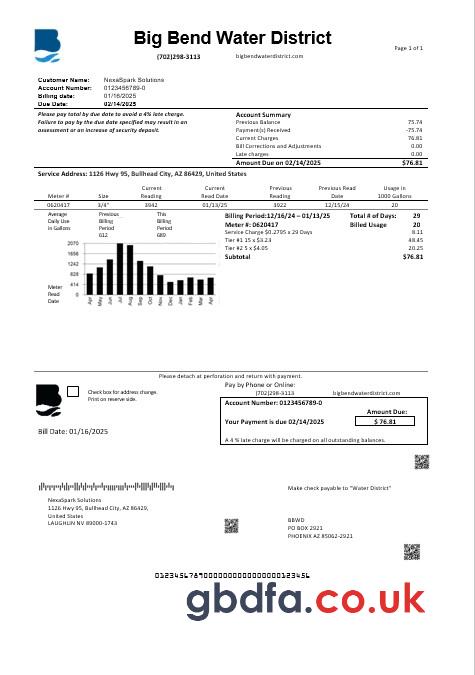 Big Bend Water District
(702)298-3113 bigbendwaterdistrict.com
Page 1 of 1
Customer Name: NexaSpark Solutions
Account Number: 0123456789-0
Billing date: 01/16/2025
Due Date: 02/14/2025
Please pay total by due date to avoid a 4% late charge.
Failure to pay by the due date specified may result in an
assessment or an increase of security deposit.
Account Summary
Previous Balance 75.74
Payment(s) Received -75.74
Current Charges 76.81
Bill Corrections and Adjustments 0.00
Late charges 0.00
Amount Due on 02/14/2025 $76.81
Service Address: 1126 Hwy 95, Bullhead City, AZ 86429, United States
Meter # Size Current Reading Current Read Date Previous Reading Previous Read Date Usage in 1000 Gallons
0620417 3/4" 3942 01/13/25 3922 12/15/24 20
Average Daily Use in Gallons
Previous Billing Period 612
This Billing Period 689
2070
1656
1242
828
414
0
Meter Read Date
Apr May Jun Jul Aug Sep Oct Nov Dec Jan Feb Mar Apr
Billing Period:12/16/24 – 01/13/25 Total # of Days: 29
Meter #: 0620417 Billed Usage 20
Service Charge $0.2795 x 29 Days 8.11
Tier #1 15 x $3.23 48.45
Tier #2 5 x $4.05 20.25
Subtotal $76.81
Please detach at perforation and return with payment.
Check box for address change.
Print on reserve side.
Pay by Phone or Online:
(702)298-3113 bigbendwaterdistrict.com
Account Number: 0123456789-0
Amount Due:
Your Payment is due 02/14/2025 $ 76.81
A 4 % late charge will be charged on all outstanding balances.
Bill Date: 01/16/2025
NexaSpark Solutions
1126 Hwy 95, Bullhead City, AZ 86429,
United States
LAUGHLIN NV 89000-1743
Make check payable to "Water District"
BBWD
PO BOX 2921
PHOENIX AZ 85062-2921
gbdfa.co.uk